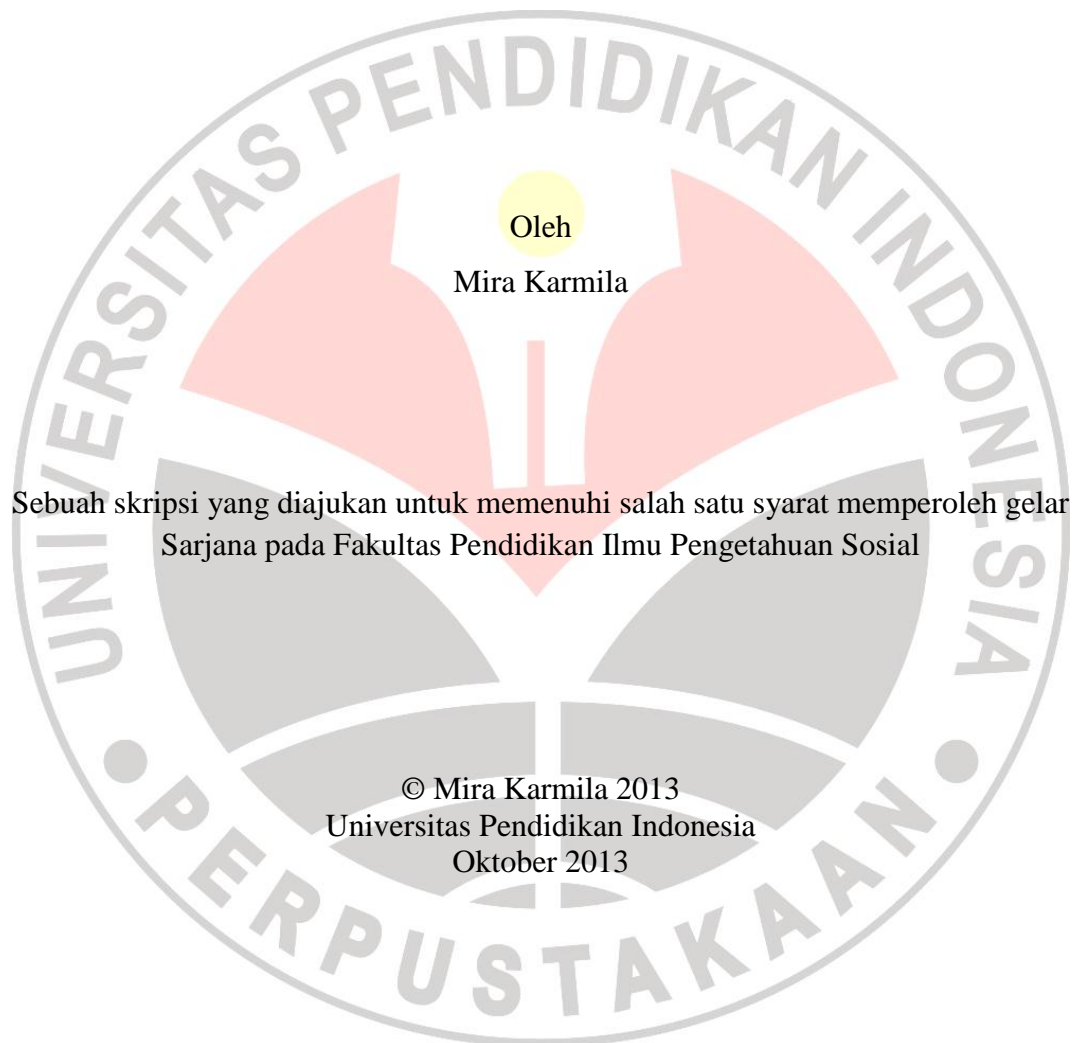 UNIVERSITAS PENDIDIKAN INDONESIA
Oleh
Mira Karmila
Sebuah skripsi yang diajukan untuk memenuhi salah satu syarat memperoleh gelar
Sarjana pada Fakultas Pendidikan Ilmu Pengetahuan Sosial
© Mira Karmila 2013
Universitas Pendidikan Indonesia
Oktober 2013
PERPUSTAKAAN